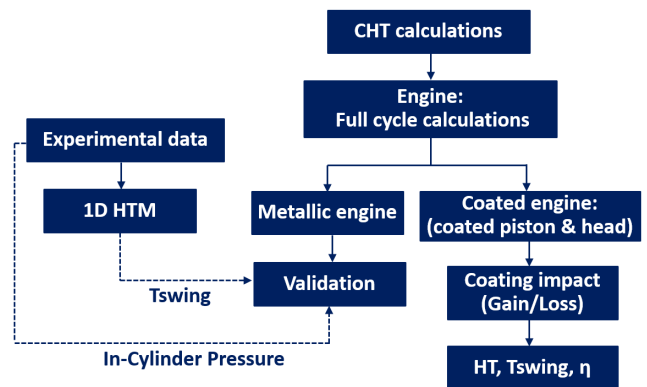 CHT calculations
Engine:
Full cycle calculations
Experimental data
1D HTM
Metallic engine
Coated engine:
(coated piston & head)
Tswing
Validation
Coating impact
(Gain/Loss)
In-Cylinder Pressure
HT, Tswing, η